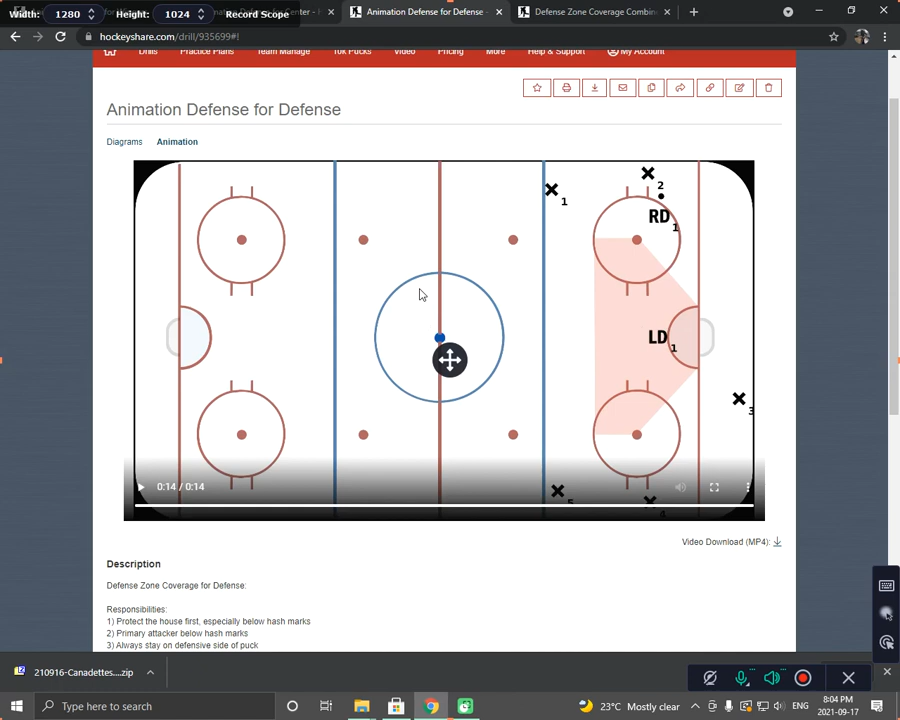 Width: 1280 Height: 1024 Record Scope
Animation Defense for Defense -
Defense Zone Coverage Combin
hockeyshare.com/drill/935699#!
Drills Practice Plans Team Manage Tok Pucks Video Pricing More Help & Support My Account
Animation Defense for Defense
Diagrams Animation
X 1
X 2
RD 1
LD 1
X 3
X 5
X 4
0:14 / 0:14
Video Download (MP4):
Description
Defense Zone Coverage for Defense:
Responsibilities:
1) Protect the house first, especially below hash marks
2) Primary attacker below hash marks
3) Always stay on defensive side of puck
210916-Canadettes....zip
Type here to search
23°C Mostly clear
ENG
8:04 PM
2021-09-17